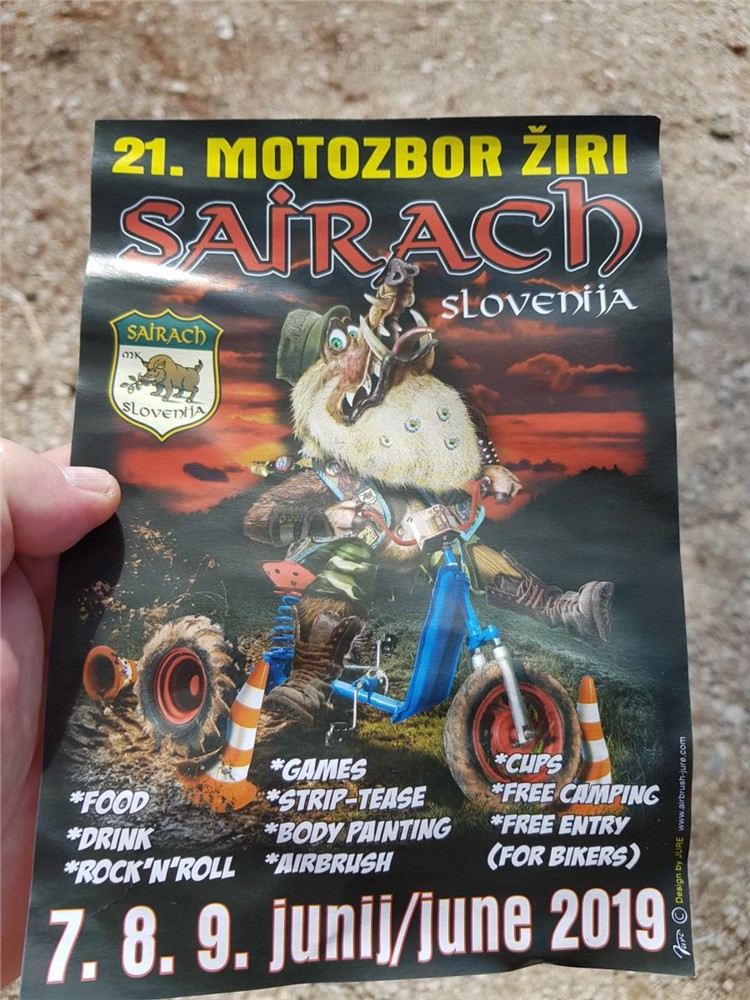 21. MOTOZBOR ŽIRI
SAIRACH
SLOVENIJA
SAIRACH
MK
SLOVENIJA
*FOOD
*DRINK
*ROCK'N'ROLL
*GAMES
*STRIP-TEASE
*BODY PAINTING
*AIRBRUSH
*CUPS
*FREE CAMPING
*FREE ENTRY
(FOR BIKERS)
7. 8. 9. junij/june 2019
Jure © Design by JURE www.airbrush-jure.com